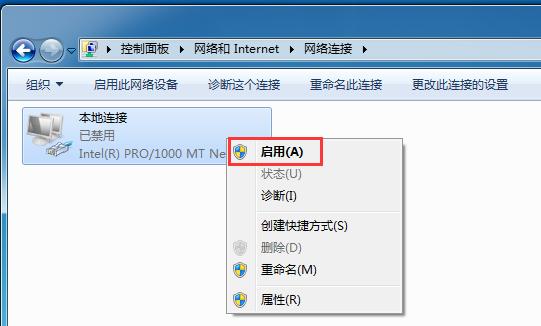 控制面板 ▸ 网络和 Internet ▸ 网络连接 ▸
组织 启用此网络设备 诊断这个连接 重命名此连接 更改此连接的设置
本地连接
已禁用
Intel(R) PRO/1000 MT Ne
启用(A)
状态(U)
诊断(I)
创建快捷方式(S)
删除(D)
重命名(M)
属性(R)